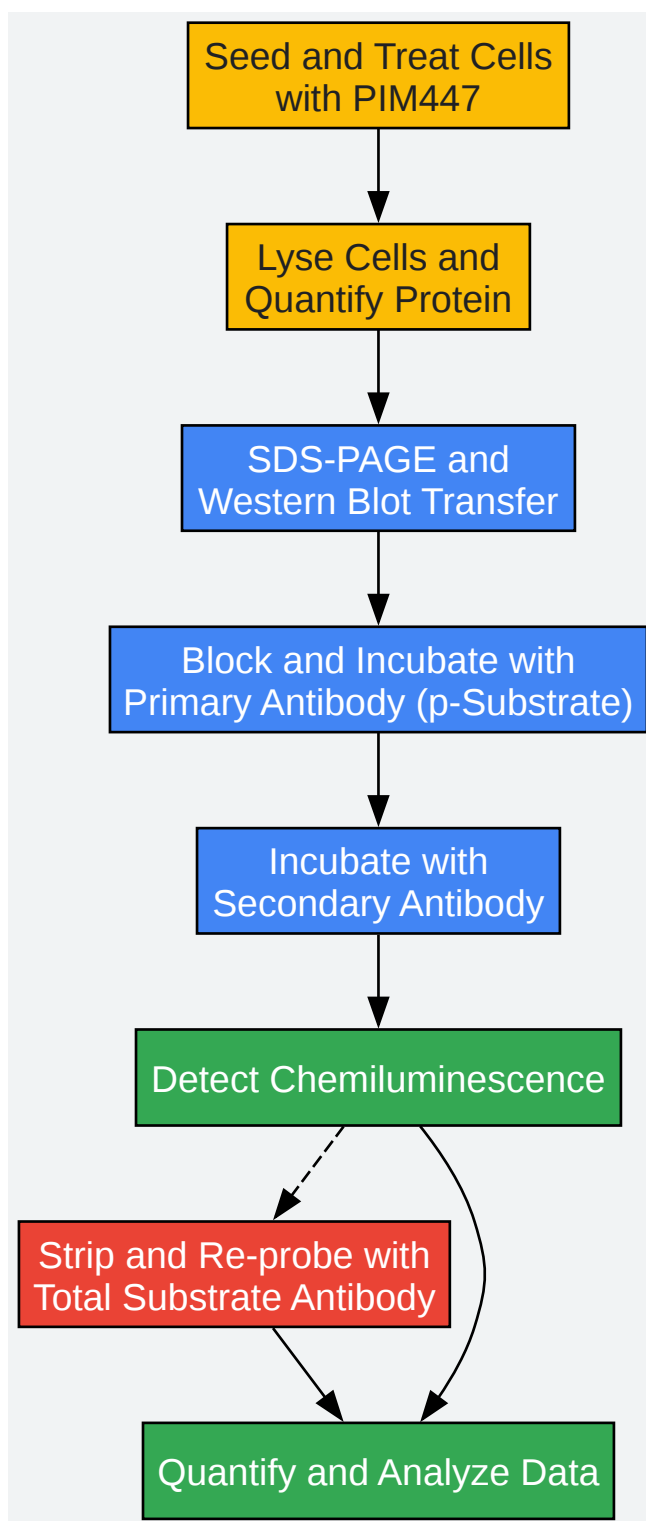 Seed and Treat Cells
with PIM447
Lyse Cells and
Quantify Protein
SDS-PAGE and
Western Blot Transfer
Block and Incubate with
Primary Antibody (p-Substrate)
Incubate with
Secondary Antibody
Detect Chemiluminescence
Strip and Re-probe with
Total Substrate Antibody
Quantify and Analyze Data